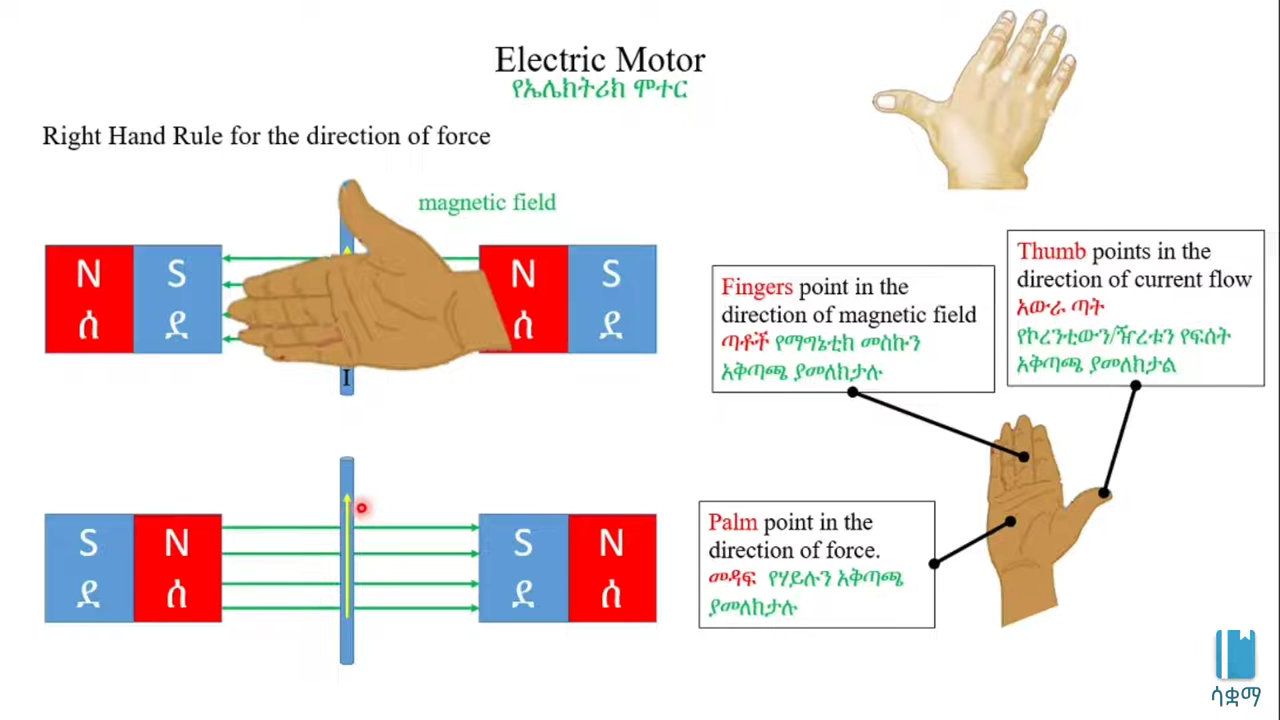 Electric Motor
የኤሌክትሪክ ሞተር
Right Hand Rule for the direction of force
magnetic field
N S
ሰ ደ
N S
ሰ ደ
I
S N
ደ ሰ
S N
ደ ሰ
Fingers point in the
direction of magnetic field
ጣቶች የማግኔቲክ መስኩን
አቅጣጫ ያመለክታሉ
Thumb points in the
direction of current flow
አውራ ጣት
የኮረንቲውን/ዥረቱን የፍሰት
አቅጣጫ ያመለክታል
Palm point in the
direction of force.
መዳፍ የሃይሉን አቅጣጫ
ያመለክታሉ
ሳቋማ